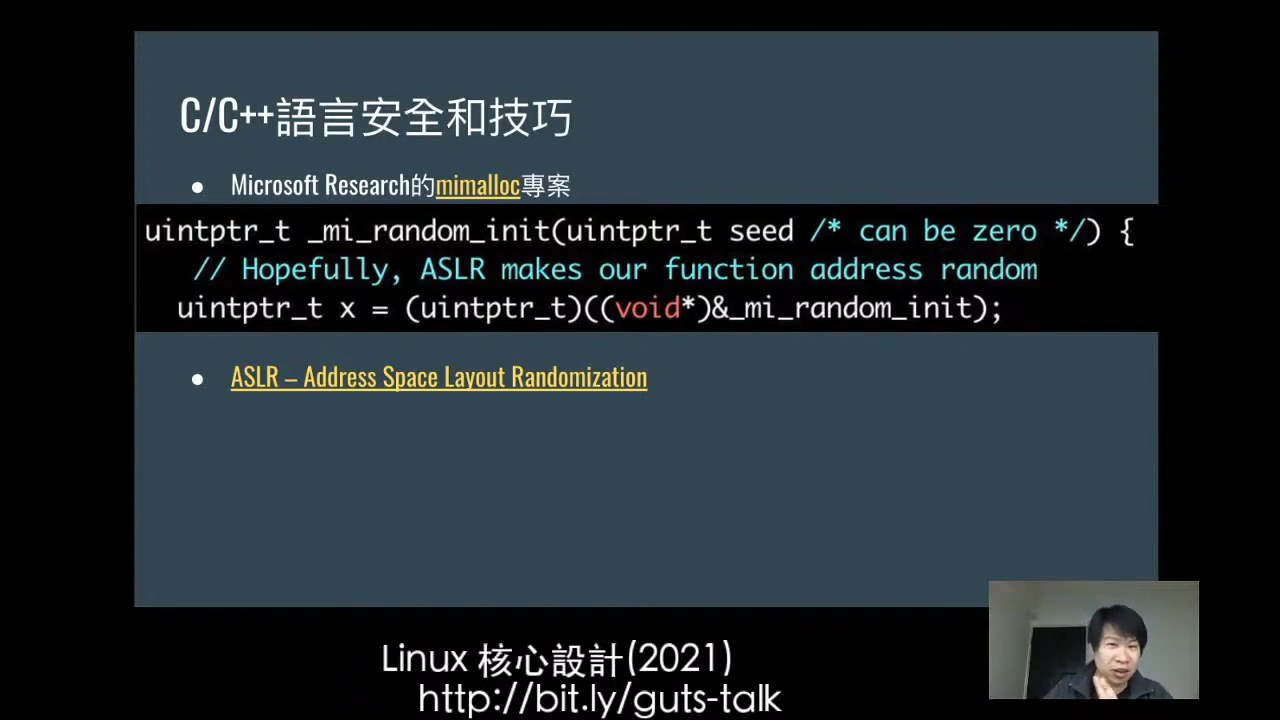 C/C++語言安全和技巧
● Microsoft Research的mimalloc專案
uintptr_t _mi_random_init(uintptr_t seed /* can be zero */) {
// Hopefully, ASLR makes our function address random
uintptr_t x = (uintptr_t)((void*)&_mi_random_init);
● ASLR – Address Space Layout Randomization
Linux 核心設計(2021)
http://bit.ly/guts-talk